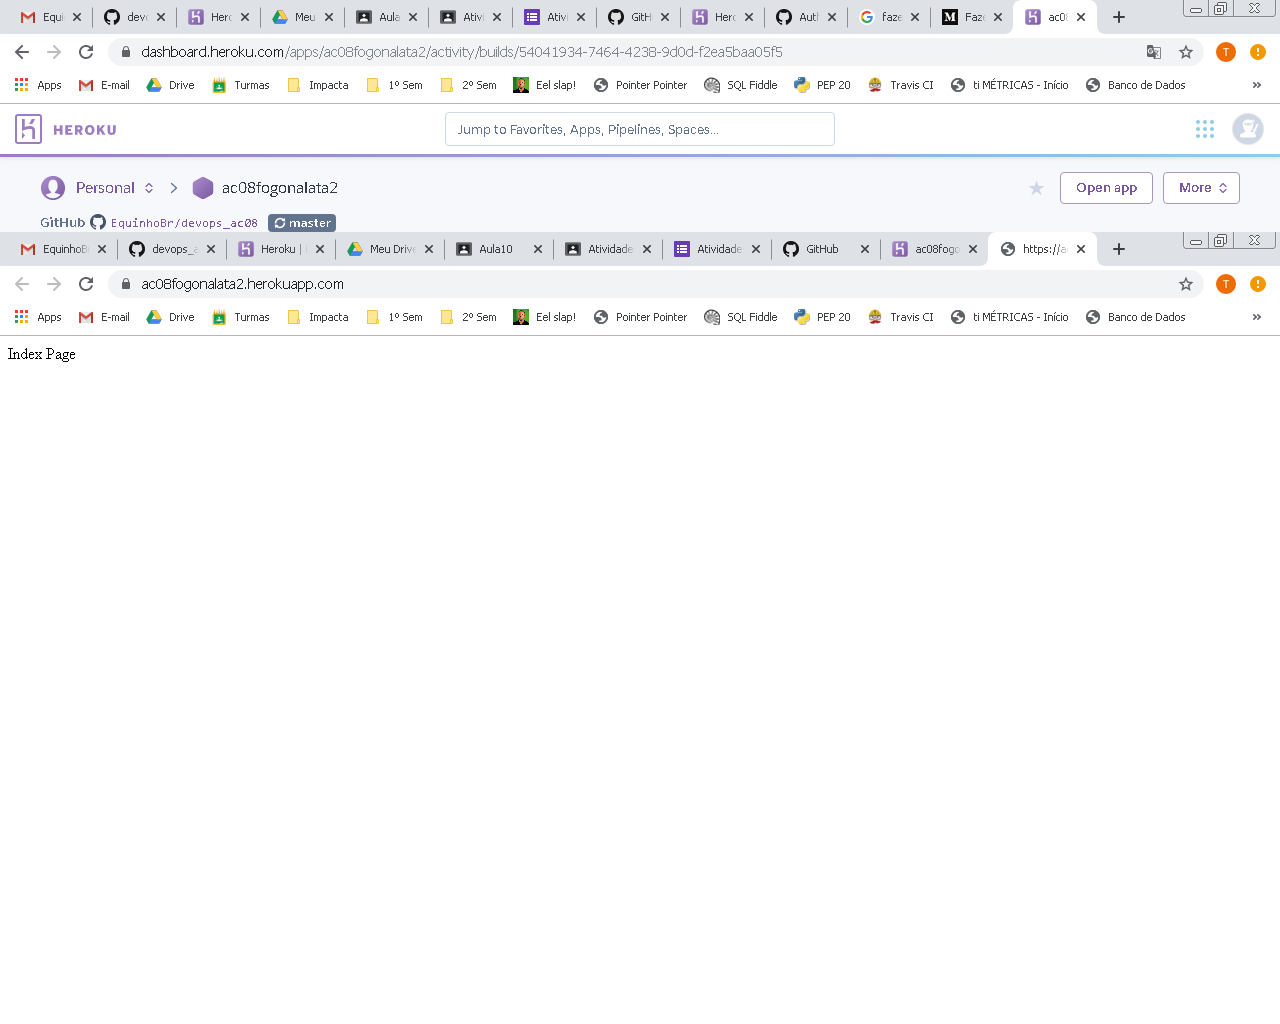 Equi devo Hero Meu Aula Ativi Ativi GitH Hero Auth faze Faze ac08
dashboard.heroku.com/apps/ac08fogonalata2/activity/builds/54041934-7464-4238-9d0d-f2ea5baa05f5 T
Apps E-mail Drive Turmas Impacta 1º Sem 2º Sem Eel slap! Pointer Pointer SQL Fiddle PEP 20 Travis CI ti MÉTRICAS - Início Banco de Dados »
HEROKU Jump to Favorites, Apps, Pipelines, Spaces...
Personal ac08fogonalata2 Open app More
GitHub EquinhoBr/devops_ac08 master
EquinhoB devops_a Heroku | Meu Drive Aula10 Atividade Atividade GitHub ac08fogo https://a
ac08fogonalata2.herokuapp.com T
Apps E-mail Drive Turmas Impacta 1º Sem 2º Sem Eel slap! Pointer Pointer SQL Fiddle PEP 20 Travis CI ti MÉTRICAS - Início Banco de Dados »
Index Page